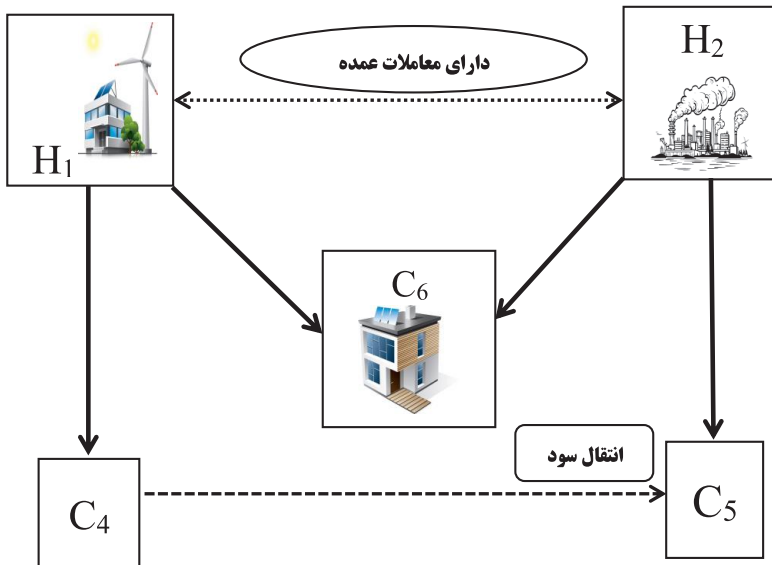 دارای معاملات عمده
H₂
H₁
C₆
انتقال سود
C₄
C₅